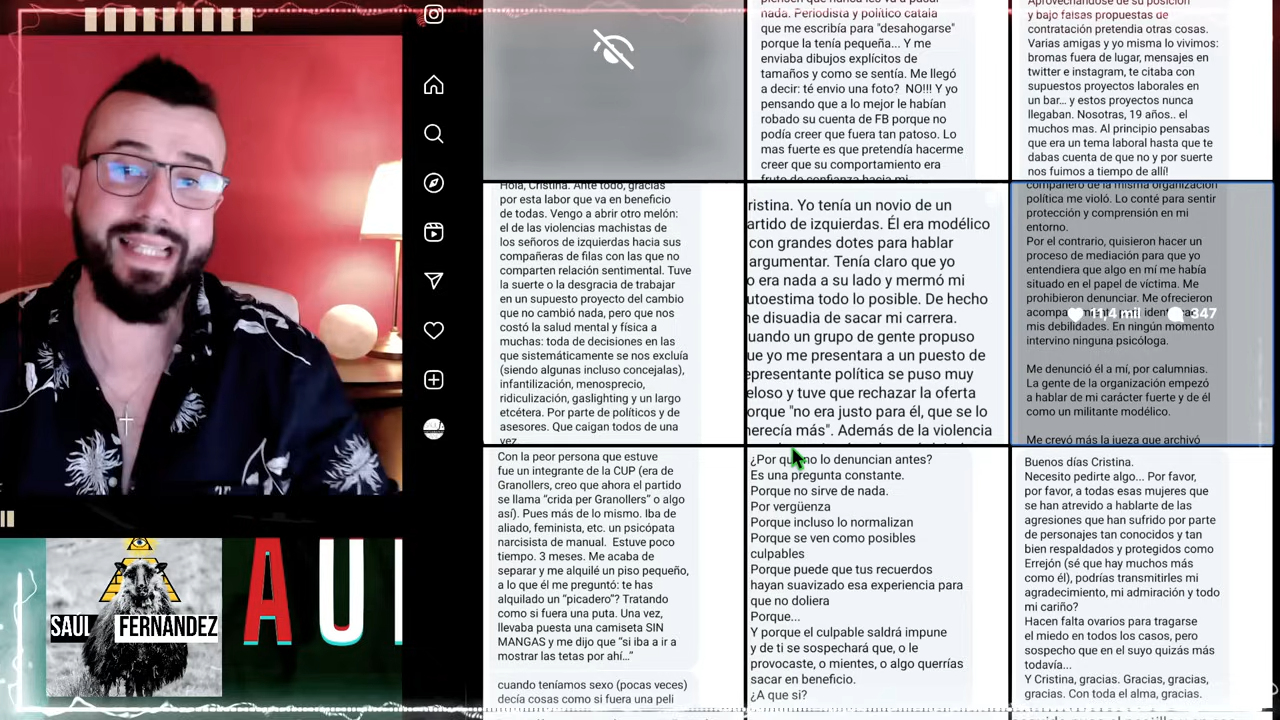 piensen que nunca les va a pasar
nada. Periodista y político català
que me escribía para "desahogarse"
porque la tenía pequeña... Y me
enviaba dibujos explícitos de
tamaños y como se sentía. Me llegó
a decir: té envio una foto? NO!!! Y yo
pensando que a lo mejor le habían
robado su cuenta de FB porque no
podía creer que fuera tan patoso. Lo
mas fuerte es que pretendía hacerme
creer que su comportamiento era
fruto de confianza hacia mi
Aprovechándose de su posición
y bajo falsas propuestas de
contratación pretendia otras cosas.
Varias amigas y yo misma lo vivimos:
bromas fuera de lugar, mensajes en
twitter e instagram, te citaba con
supuestos proyectos laborales en
un bar… y estos proyectos nunca
llegaban. Nosotras, 19 años.. el
muchos mas. Al principio pensabas
que era un tema laboral hasta que te
dabas cuenta de que no y por suerte
nos fuimos a tiempo de allí!
Hola, Cristina. Ante todo, gracias
por esta labor que va en beneficio
de todas. Vengo a abrir otro melón:
el de las violencias machistas de
los señoros de izquierdas hacia sus
compañeras de filas con las que no
comparten relación sentimental. Tuve
la suerte o la desgracia de trabajar
en un supuesto proyecto del cambio
que no cambió nada, pero que nos
costó la salud mental y física a
muchas: toda de decisiones en las
que sistemáticamente se nos excluía
(siendo algunas incluso concejalas),
infantilización, menosprecio,
ridiculización, gaslighting y un largo
etcétera. Por parte de políticos y de
asesores. Que caigan todos de una
vez
ristina. Yo tenía un novio de un
artido de izquierdas. Él era modélico
con grandes dotes para hablar
argumentar. Tenía claro que yo
o era nada a su lado y mermó mi
utoestima todo lo posible. De hecho
e disuadia de sacar mi carrera.
uando un grupo de gente propuso
ue yo me presentara a un puesto de
epresentante política se puso muy
eloso y tuve que rechazar la oferta
orque "no era justo para él, que se lo
erecía más". Además de la violencia
compañero de la misma organización
política me violó. Lo conté para sentir
protección y comprensión en mi
entorno.
Por el contrario, quisieron hacer un
proceso de mediación para que yo
entendiera que algo en mí me había
situado en el papel de víctima. Me
prohibieron denunciar. Me ofrecieron
11,4 mil 347
mis debilidades. En ningún momento
intervino ninguna psicóloga.
Me denunció él a mí, por calumnias.
La gente de la organización empezó
a hablar de mi carácter fuerte y de él
como un militante modélico.
Me creyó más la jueza que archivó
Con la peor persona que estuve
fue un integrante de la CUP (era de
Granollers, creo que ahora el partido
se llama “crida per Granollers” o algo
así). Pues más de lo mismo. Iba de
aliado, feminista, etc. un psicópata
narcisista de manual. Estuve poco
tiempo. 3 meses. Me acaba de
separar y me alquilé un piso pequeño,
a lo que él me preguntó: te has
alquilado un “picadero”? Tratando
como si fuera una puta. Una vez,
llevaba puesta una camiseta SIN
MANGAS y me dijo que “si iba a ir a
mostrar las tetas por ahí…”
cuando teníamos sexo (pocas veces)
decía cosas como si fuera una peli
¿Por qu no lo denuncian antes?
Es una pregunta constante.
Porque no sirve de nada.
Por vergüenza
Porque incluso lo normalizan
Porque se ven como posibles
culpables
Porque puede que tus recuerdos
hayan suavizado esa experiencia para
que no doliera
Porque...
Y porque el culpable saldrá impune
y de ti se sospechará que, o le
provocaste, o mientes, o algo querrías
sacar en beneficio.
¿A que si?
Buenos días Cristina.
Necesito pedirte algo... Por favor,
por favor, a todas esas mujeres que
se han atrevido a hablarte de las
agresiones que han sufrido por parte
de personajes tan conocidos y tan
bien respaldados y protegidos como
Errejón (sé que hay muchos más
como él), podrías transmitirles mi
agradecimiento, mi admiración y todo
mi cariño?
Hacen falta ovarios para tragarse
el miedo en todos los casos, pero
sospecho que en el suyo quizás más
todavía...
Y Cristina, gracias. Gracias, gracias,
gracias. Con toda el alma, gracias.
SAÚL FERNÁNDEZ
A